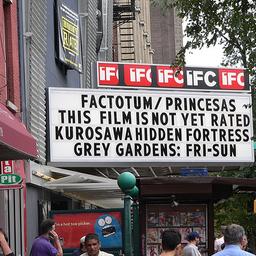 iFC iFC iFC iFC iFC
FACTOTUM/PRINCESAS
THIS FILM IS NOT YET RATED
KUROSAWA HIDDEN FORTRESS
GREY GARDENS: FRI-SUN
Pit